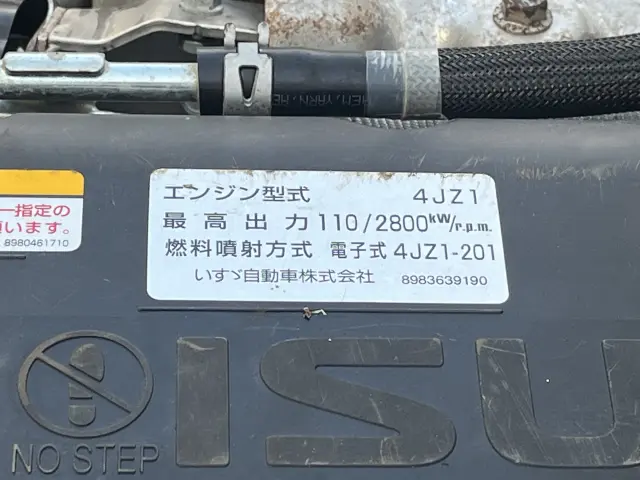 エンジン型式 4JZ1
最高出力 110/2800kW/r.p.m.
燃料噴射方式 電子式 4JZ1-201
いすゞ自動車株式会社 8983639190
一指定の
います。
8980461710
NO STEP
ISU